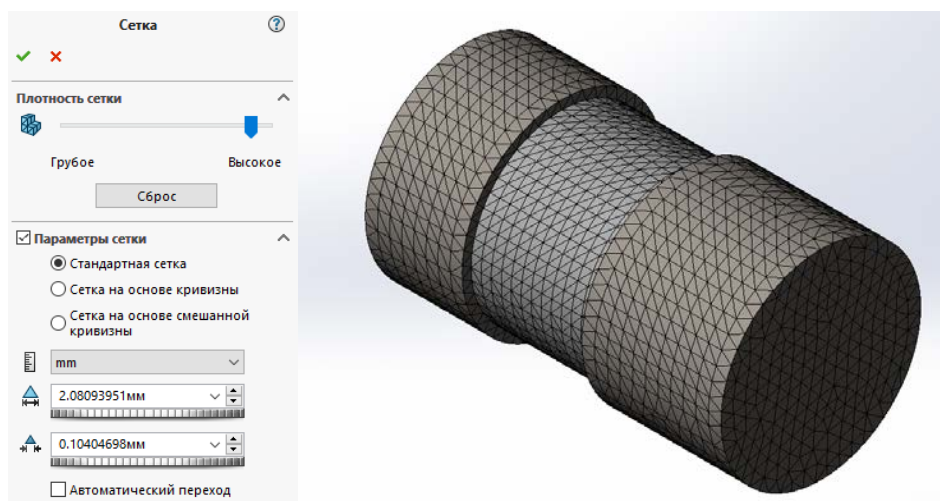 Сетка
Плотность сетки
Грубое Высокое
Сброс
Параметры сетки
Стандартная сетка
Сетка на основе кривизны
Сетка на основе смешанной
кривизны
mm
2.08093951мм
0.10404698мм
Автоматический переход